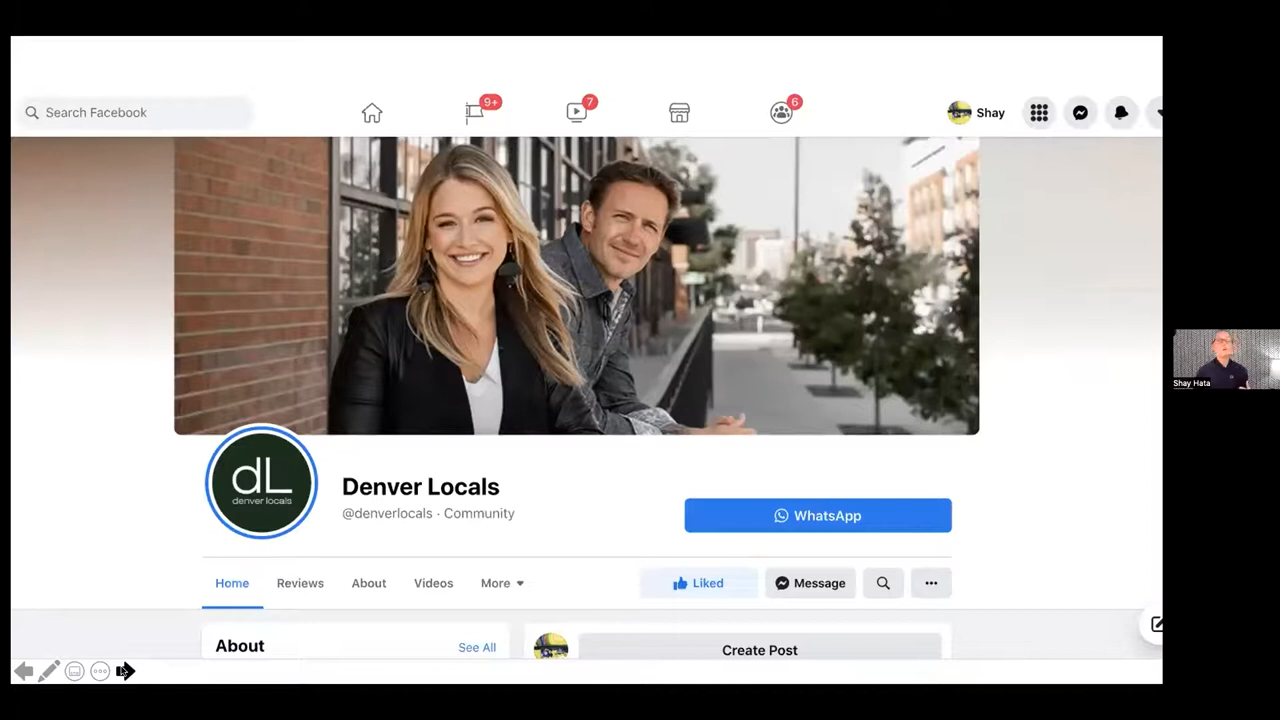 Search Facebook
9+
7
6
Shay
dL
denver locals
Denver Locals
@denverlocals · Community
WhatsApp
Home
Reviews
About
Videos
More
Liked
Message
About
See All
Create Post
Shay Hata